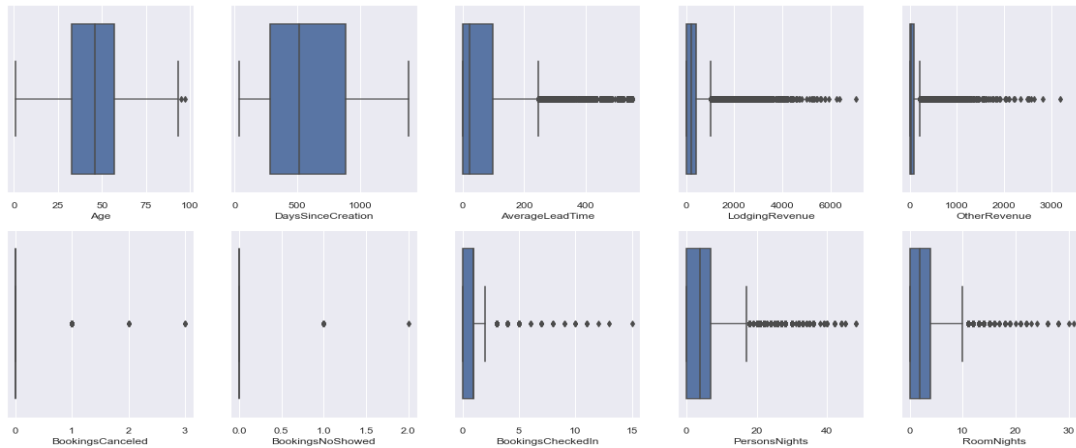 0 25 50 75 100
Age
0 500 1000
DaysSinceCreation
0 200 400
AverageLeadTime
0 2000 4000 6000
LodgingRevenue
0 1000 2000 3000
OtherRevenue
0 1 2 3
BookingsCanceled
0.0 0.5 1.0 1.5 2.0
BookingsNoShowed
0 5 10 15
BookingsCheckedIn
0 20 40
PersonsNights
0 10 20 30
RoomNights